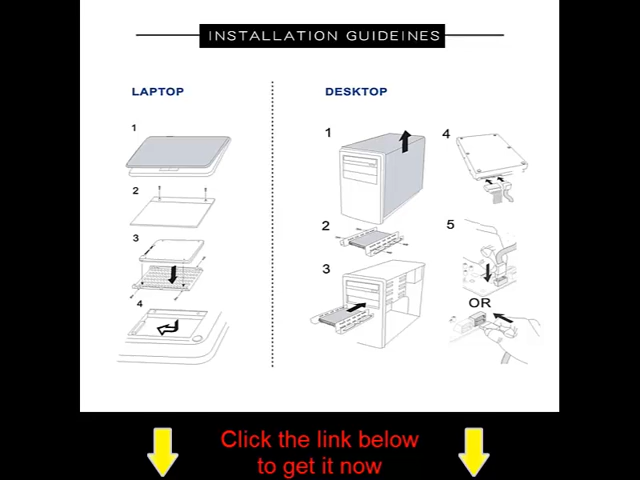 INSTALLATION GUIDEINES
LAPTOP
DESKTOP
1
2
3
4
1
2
3
4
5
OR
Click the link below
to get it now